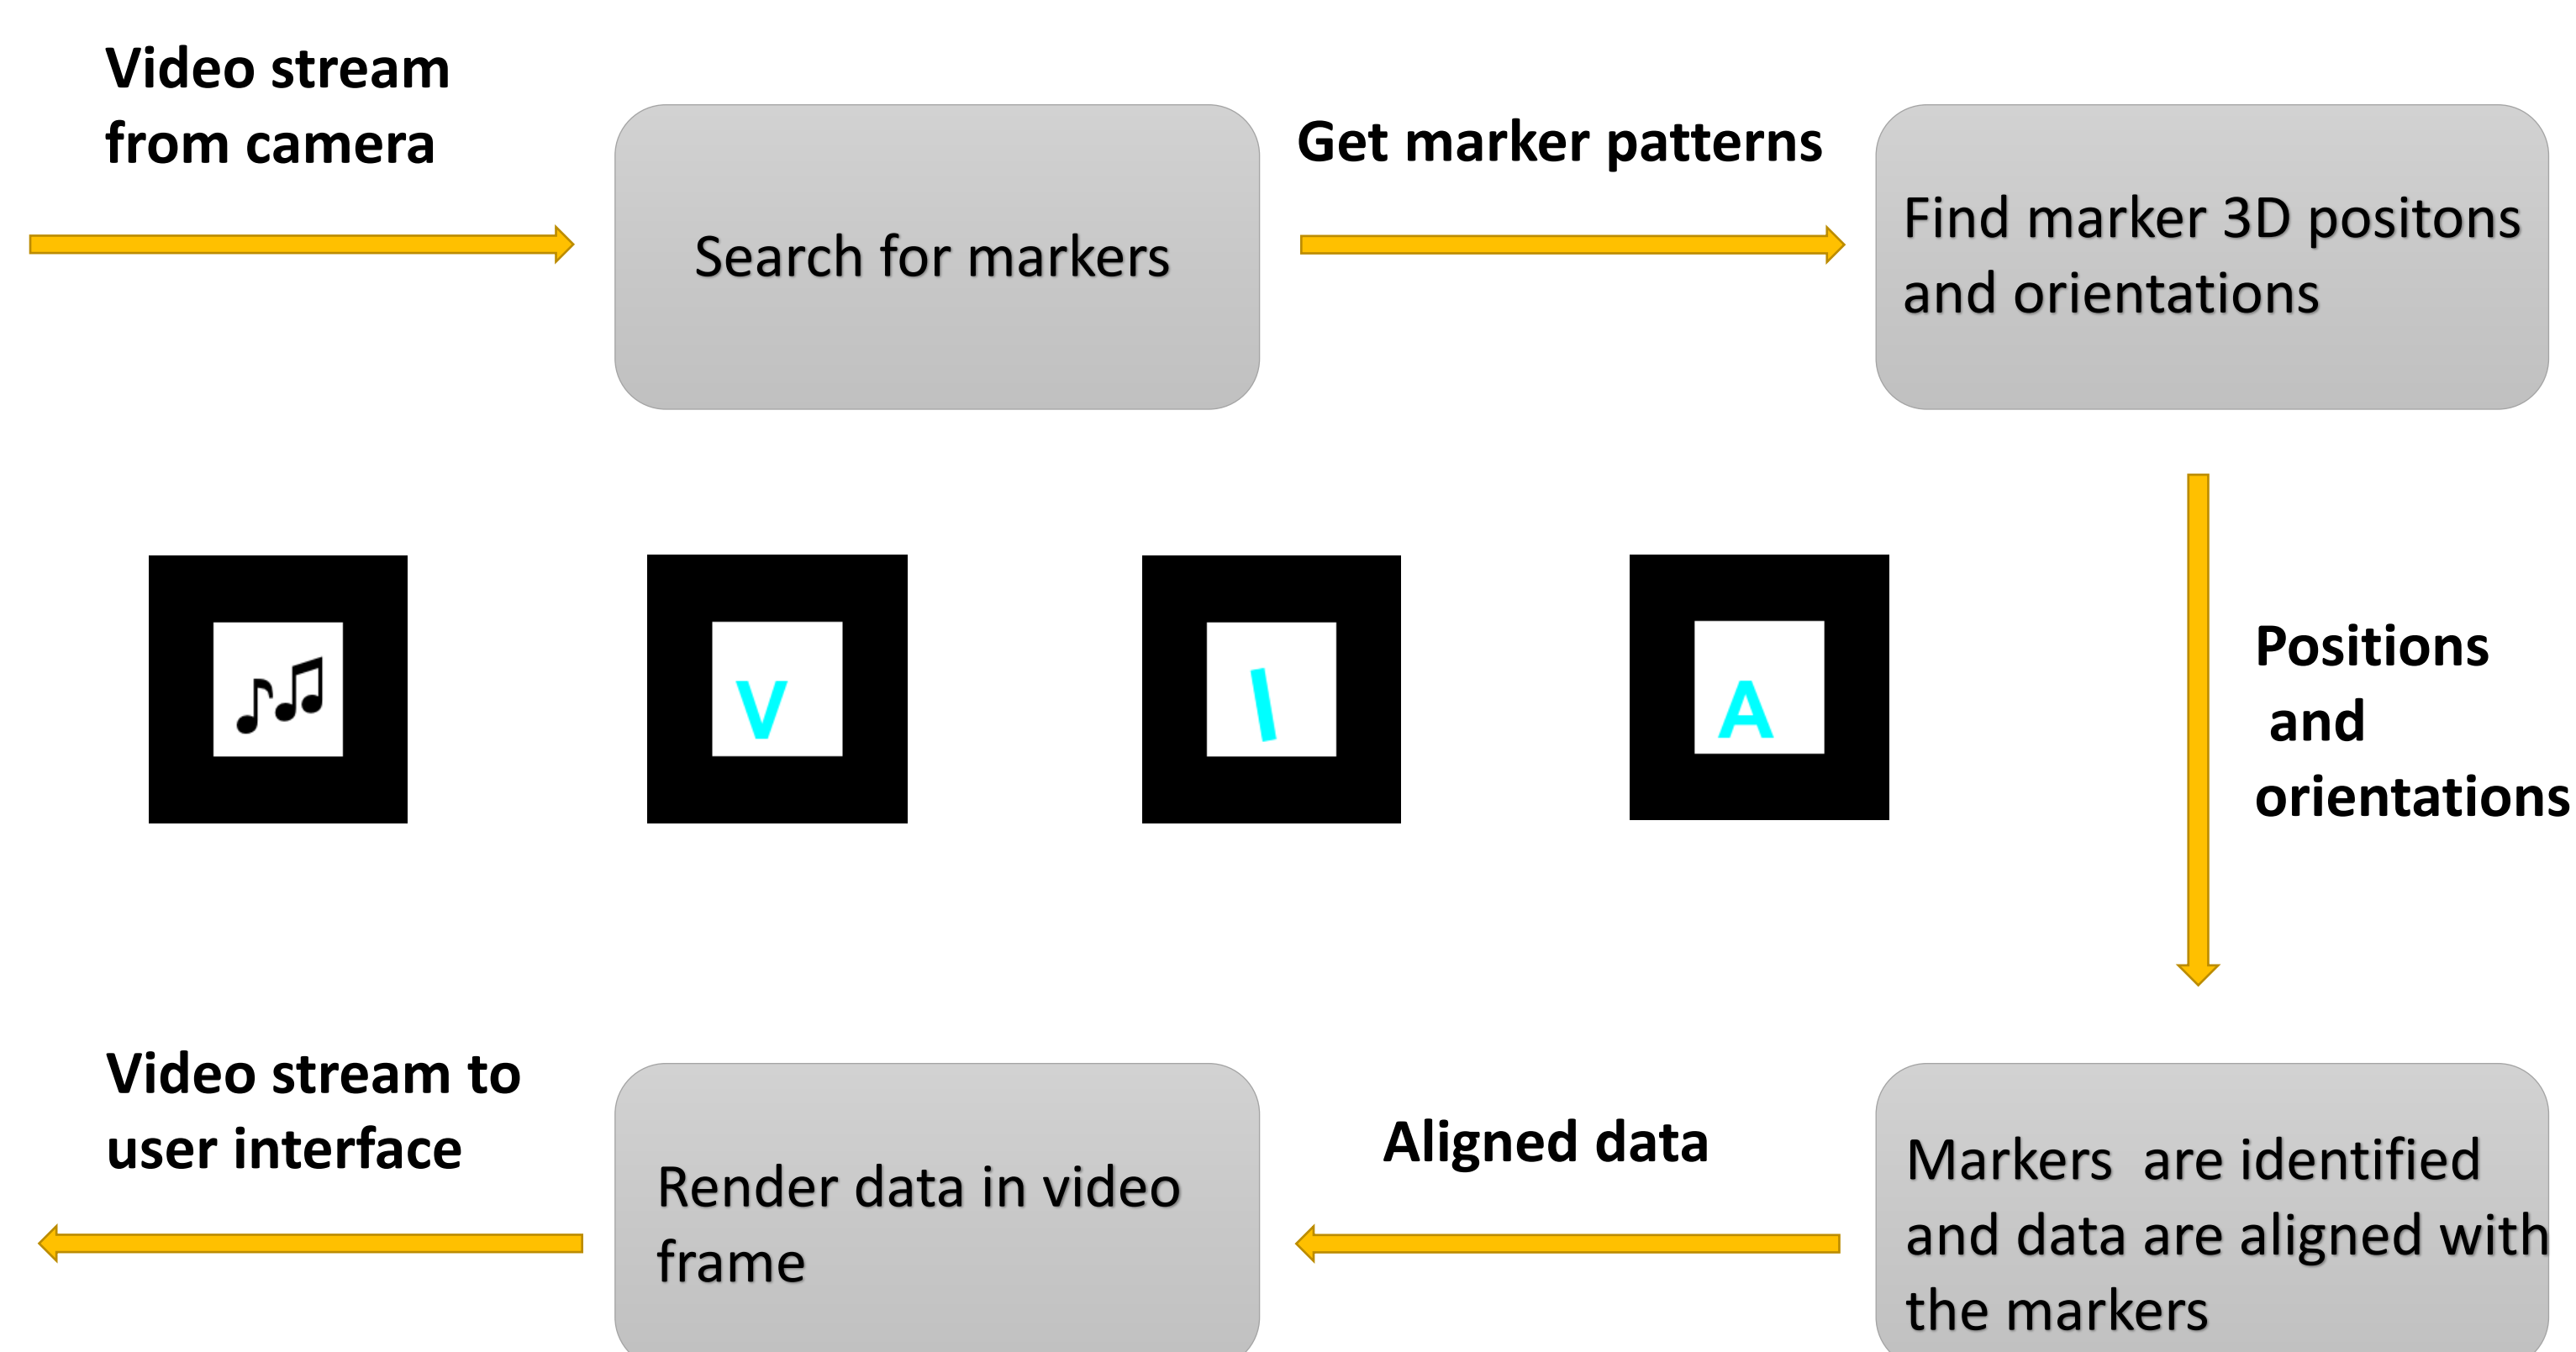 Video stream
from camera
Search for markers
Get marker patterns
Find marker 3D positons
and orientations
V
I
A
Positions
and
orientations
Markers are identified
and data are aligned with
the markers
Aligned data
Render data in video
frame
Video stream to
user interface